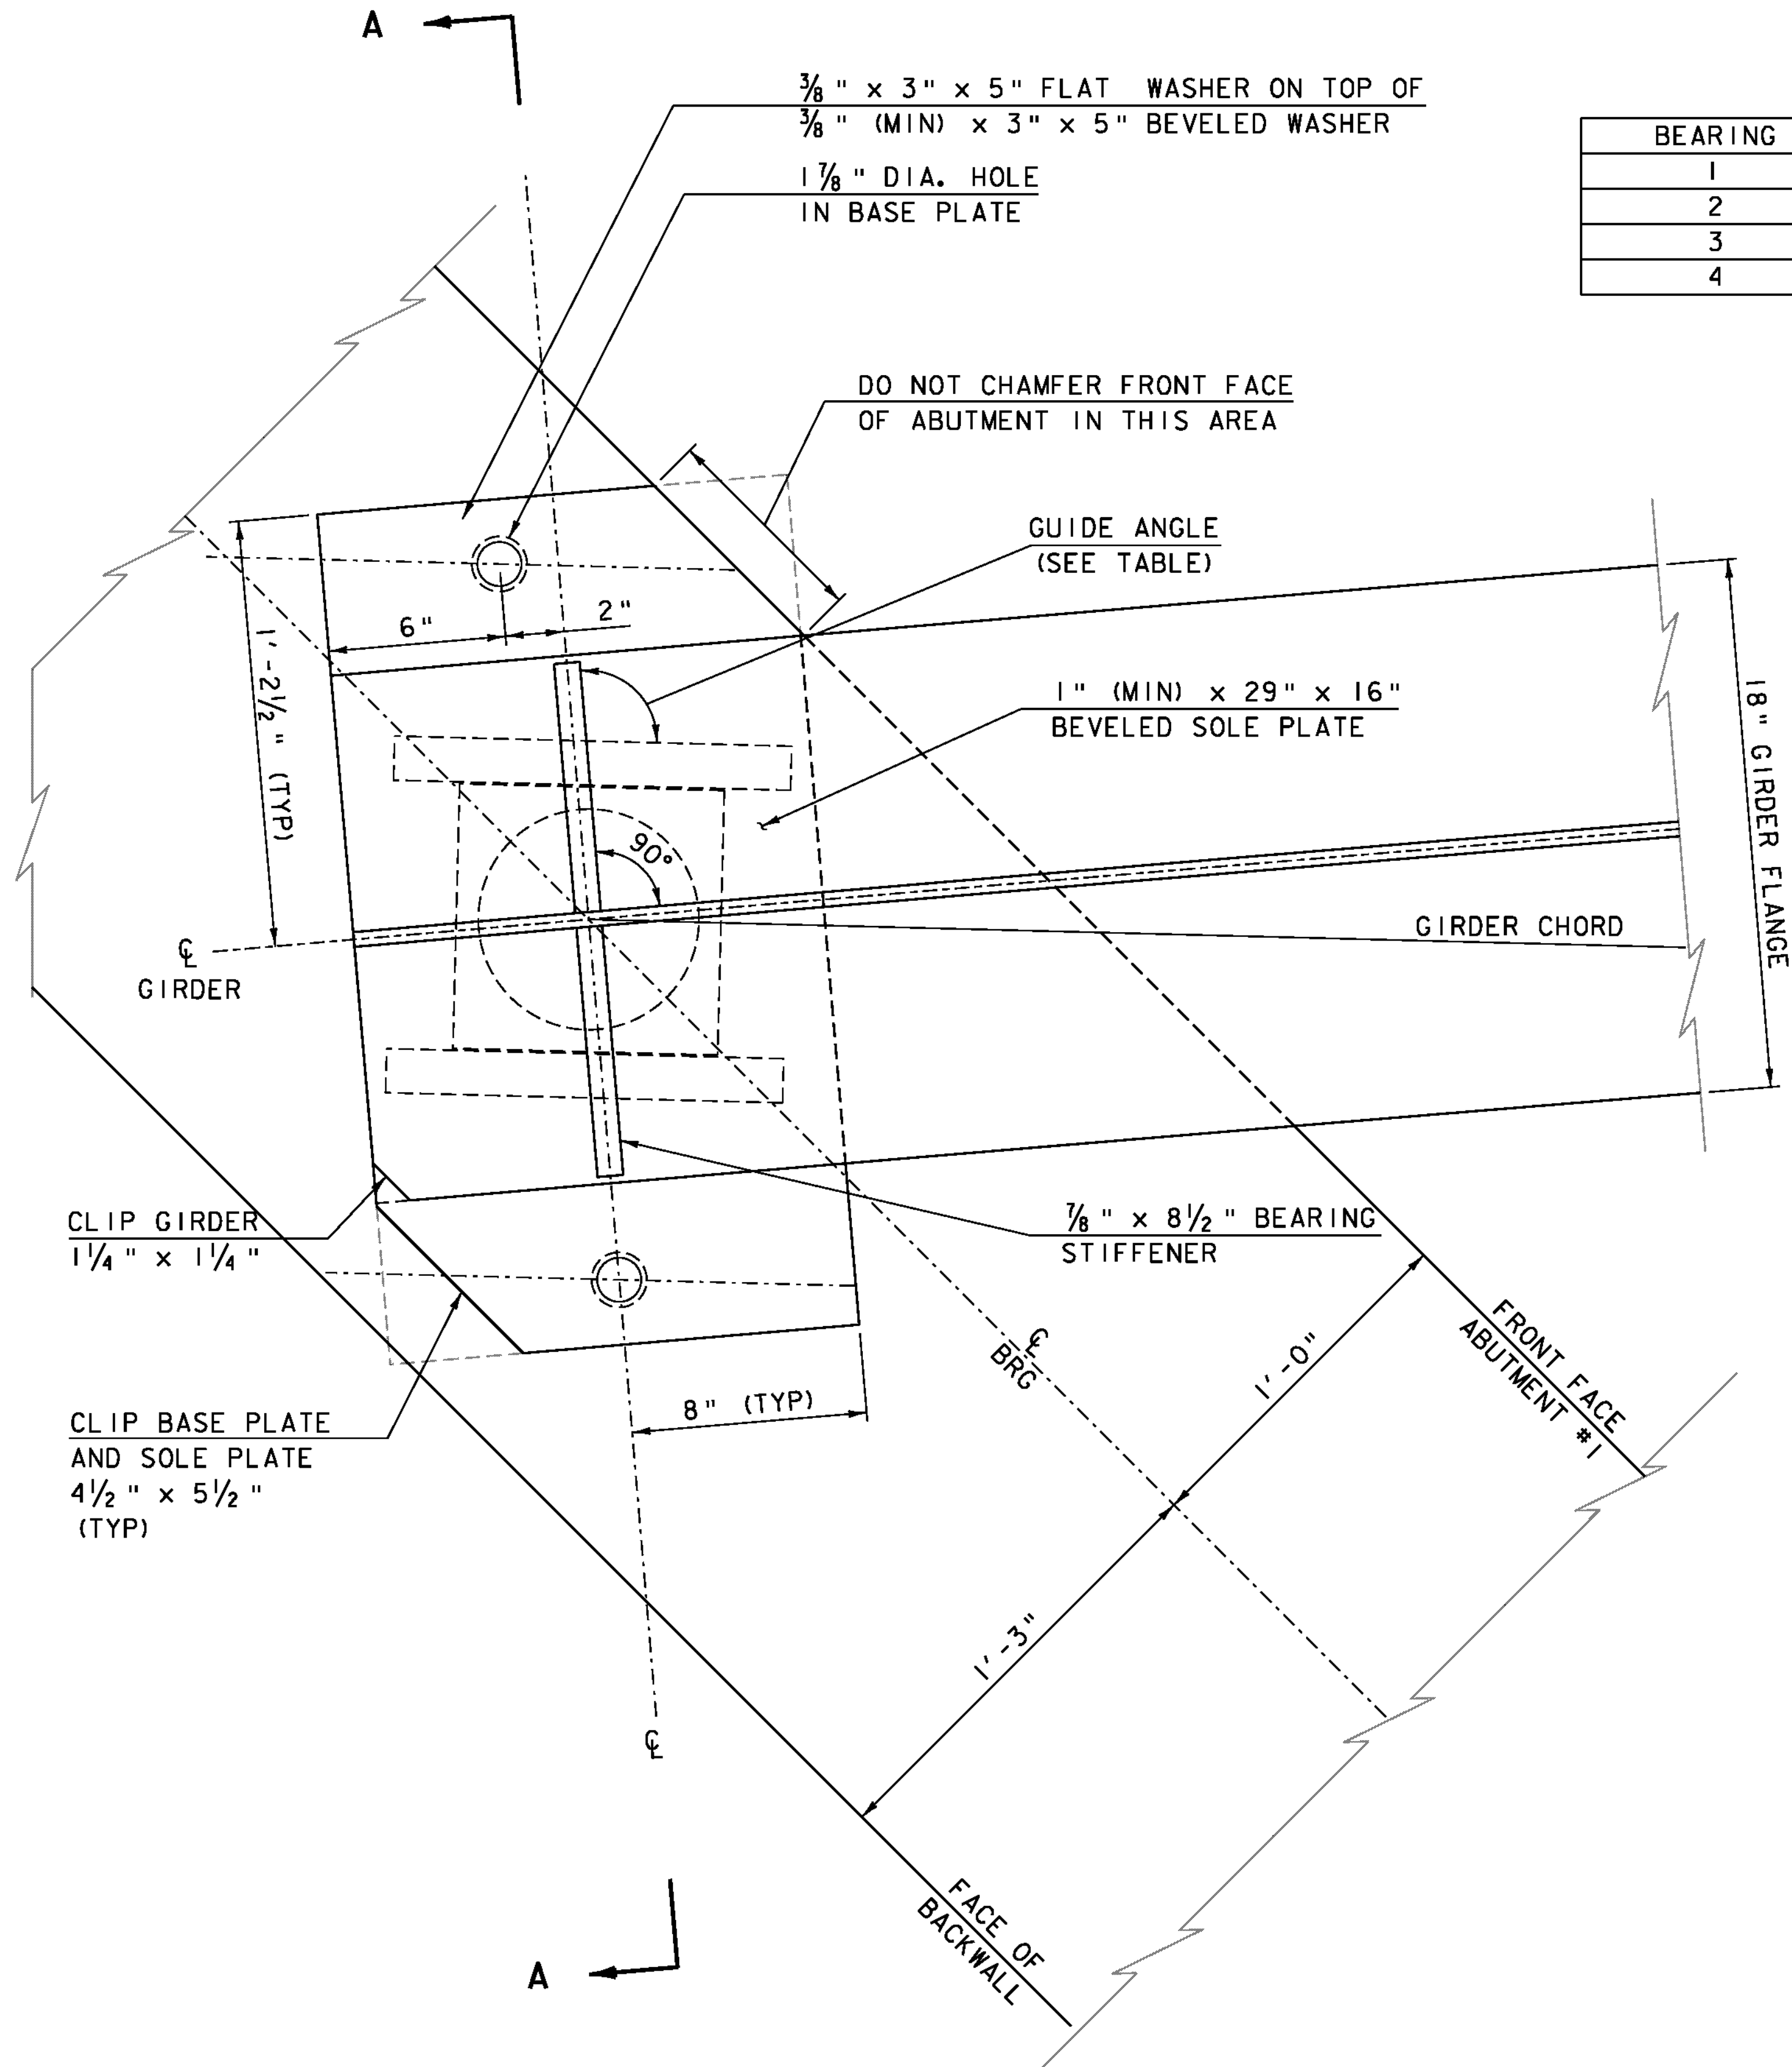 A
3/8" x 3" x 5" FLAT WASHER ON TOP OF
3/8" (MIN) x 3" x 5" BEVELED WASHER
1 7/8" DIA. HOLE
IN BASE PLATE
BEARING
1
2
3
4
DO NOT CHAMFER FRONT FACE
OF ABUTMENT IN THIS AREA
GUIDE ANGLE
(SEE TABLE)
6"
2"
1'-2 1/2" (TYP)
1" (MIN) x 29" x 16"
BEVELED SOLE PLATE
18" GIRDER FLANGE
90°
GIRDER CHORD
℄
GIRDER
CLIP GIRDER
1 1/4" x 1 1/4"
7/8" x 8 1/2" BEARING
STIFFENER
℄
BRG
1'-0"
FRONT FACE
ABUTMENT #1
8" (TYP)
CLIP BASE PLATE
AND SOLE PLATE
4 1/2" x 5 1/2"
(TYP)
1'-3"
℄
FACE OF
BACKWALL
A